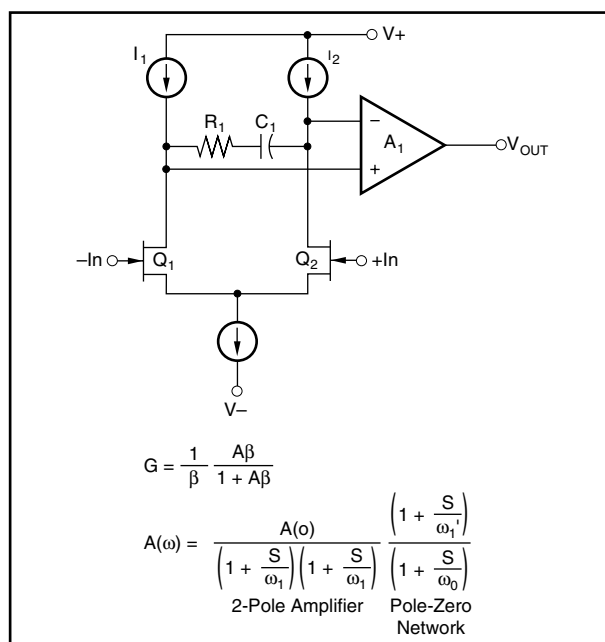 V+
I₁
I₂
R₁
C₁
−
A₁
+
V_OUT
–In
Q₁
Q₂
+In
V–
G = 1/β Aβ/(1 + Aβ)
A(ω) = A(o)/((1 + S/ω₁)(1 + S/ω₁)) (1 + S/ω₁')/(1 + S/ω₀)
2-Pole Amplifier
Pole-Zero
Network